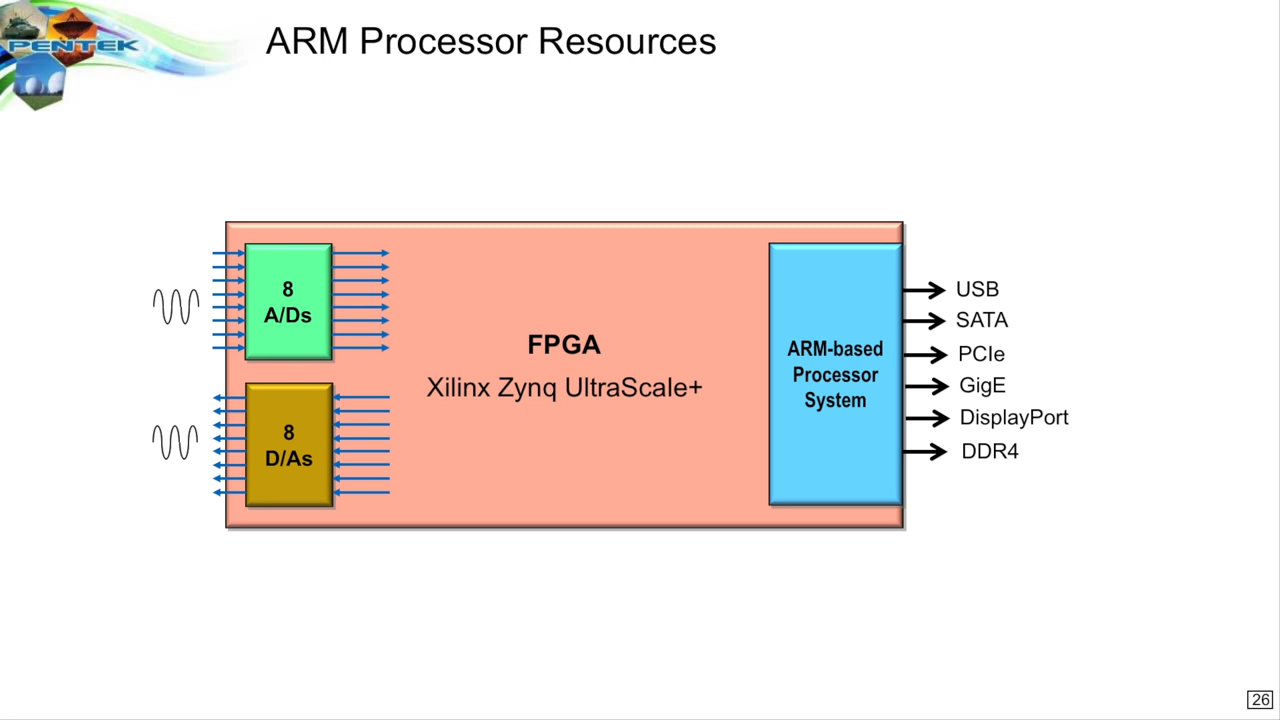 PENTEK
ARM Processor Resources
8
A/Ds
8
D/As
FPGA
Xilinx Zynq UltraScale+
ARM-based
Processor
System
USB
SATA
PCIe
GigE
DisplayPort
DDR4
26